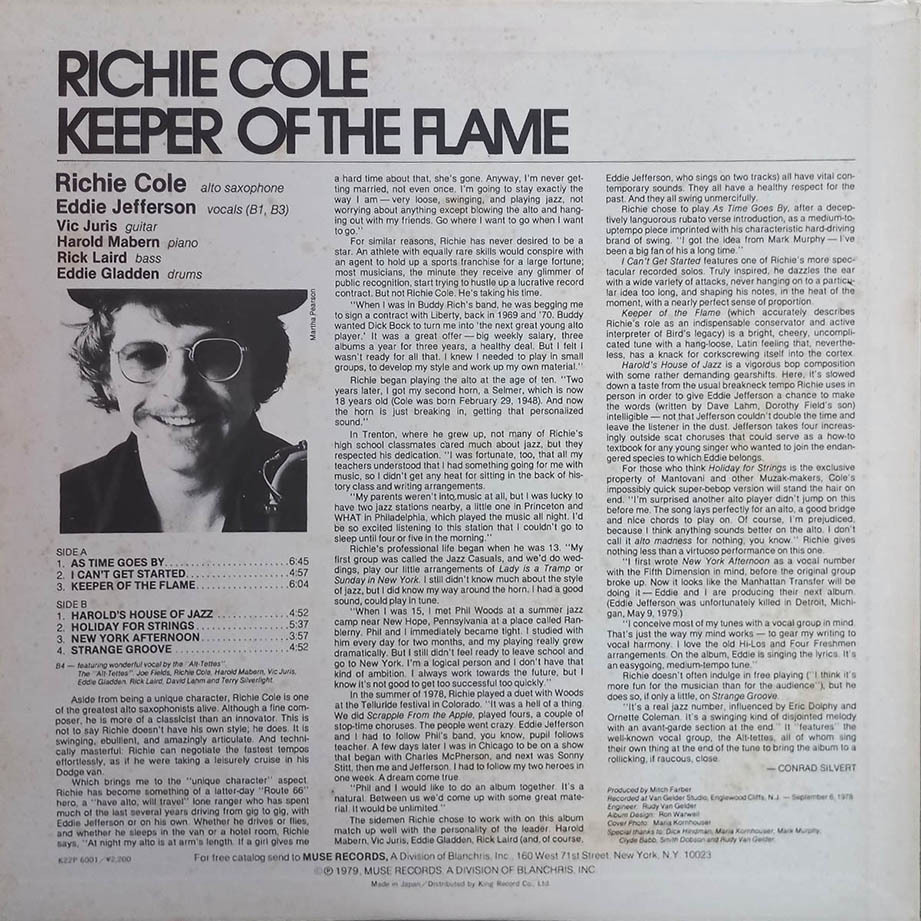 RICHIE COLE
KEEPER OF THE FLAME
Richie Cole alto saxophone
Eddie Jefferson vocals (B1, B3)
Vic Juris guitar
Harold Mabern piano
Rick Laird bass
Eddie Gladden drums
Martha Pearson
SIDE A
1. AS TIME GOES BY.......................6:45
2. I CAN'T GET STARTED...................4:57
3. KEEPER OF THE FLAME...................6:04
SIDE B
1. HAROLD'S HOUSE OF JAZZ................4:52
2. HOLIDAY FOR STRINGS...................5:37
3. NEW YORK AFTERNOON....................3:57
4. STRANGE GROOVE........................4:52
B4 – featuring wonderful vocal by the "Alt-Tettes".
The "Alt-Tettes". Joe Fields, Richie Cole, Harold Mabern, Vic Juris,
Eddie Gladden, Rick Laird, David Lahm and Terry Silverlight.
Aside from being a unique character, Richie Cole is one
of the greatest alto saxophonists alive. Although a fine com-
poser, he is more of a classicist than an innovator. This is
not to say Richie doesn't have his own style; he does. It is
swinging, ebullient, and amazingly articulate. And techni-
cally masterful: Richie can negotiate the fastest tempos
effortlessly, as if he were taking a leisurely cruise in his
Dodge van.
Which brings me to the "unique character" aspect.
Richie has become something of a latter-day "Route 66"
hero, a "have alto, will travel" lone ranger who has spent
much of the last several years driving from gig to gig, with
Eddie Jefferson or on his own. Whether he drives or flies,
and whether he sleeps in the van or a hotel room, Richie
says, "At night my alto is at arm's length. If a girl gives me
a hard time about that, she's gone. Anyway, I'm never get-
ting married, not even once. I'm going to stay exactly the
way I am — very loose, swinging, and playing jazz, not
worrying about anything except blowing the alto and hang-
ing out with my friends. Go where I want to go when I want
to go."
For similar reasons, Richie has never desired to be a
star. An athlete with equally rare skills would conspire with
an agent to hold up a sports franchise for a large fortune;
most musicians, the minute they receive any glimmer of
public recognition, start trying to hustle up a lucrative record
contract. But not Richie Cole. He's taking his time.
"When I was in Buddy Rich's band, he was begging me
to sign a contract with Liberty, back in 1969 and '70. Buddy
wanted Dick Bock to turn me into 'the next great young alto
player.' It was a great offer — big weekly salary, three
albums a year for three years, a healthy deal. But I felt I
wasn't ready for all that. I knew I needed to play in small
groups, to develop my style and work up my own material."
Richie began playing the alto at the age of ten. "Two
years later, I got my second horn, a Selmer, which is now
18 years old (Cole was born February 29, 1948). And now
the horn is just breaking in, getting that personalized
sound."
In Trenton, where he grew up, not many of Richie's
high school classmates cared much about jazz, but they
respected his dedication. "I was fortunate, too, that all my
teachers understood that I had something going for me with
music, so I didn't get any heat for sitting in the back of his-
tory class and writing arrangements.
"My parents weren't into music at all, but I was lucky to
have two jazz stations nearby, a little one in Princeton and
WHAT in Philadelphia, which played the music all night. I'd
be so excited listening to this station that I couldn't go to
sleep until four or five in the morning."
Richie's professional life began when he was 13. "My
first group was called the Jazz Casuals, and we'd do wed-
dings, play our little arrangements of Lady is a Tramp or
Sunday in New York. I still didn't know much about the style
of jazz, but I did know my way around the horn. I had a good
sound, could play in tune.
"When I was 15, I met Phil Woods at a summer jazz
camp near New Hope, Pennsylvania at a place called Ran-
blerny. Phil and I immediately became tight. I studied with
him every day for two months, and my playing really grew
dramatically. But I still didn't feel ready to leave school and
go to New York. I'm a logical person and I don't have that
kind of ambition. I always work towards the future, but I
know it's not good to get too successful too quickly."
In the summer of 1978, Richie played a duet with Woods
at the Telluride festival in Colorado. "It was a hell of a thing.
We did Scrapple From the Apple, played fours, a couple of
stop-time choruses. The people went crazy. Eddie Jefferson
and I had to follow Phil's band, you know, pupil follows
teacher. A few days later I was in Chicago to be on a show
that began with Charles McPherson, and next was Sonny
Stitt, then me and Jefferson. I had to follow my two heroes in
one week. A dream come true.
"Phil and I would like to do an album together. It's a
natural. Between us we'd come up with some great mate-
rial. It would be unlimited."
The sidemen Richie chose to work with on this album
match up well with the personality of the leader. Harold
Mabern, Vic Juris, Eddie Gladden, Rick Laird (and, of course,
Eddie Jefferson, who sings on two tracks) all have vital con-
temporary sounds. They all have a healthy respect for the
past. And they all swing unmercifully.
Richie chose to play As Time Goes By, after a decep-
tively languorous rubato verse introduction, as a medium-to-
uptempo piece imprinted with his characteristic hard-driving
brand of swing. "I got the idea from Mark Murphy — I've
been a big fan of his a long time."
I Can't Get Started features one of Richie's more spec-
tacular recorded solos. Truly inspired, he dazzles the ear
with a wide variety of attacks, never hanging on to a particu-
lar idea too long, and shaping his notes, in the heat of the
moment, with a nearly perfect sense of proportion.
Keeper of the Flame (which accurately describes
Richie's role as an indispensable conservator and active
interpreter of Bird's legacy) is a bright, cheery, uncompli-
cated tune with a hang-loose, Latin feeling that, neverthe-
less, has a knack for corkscrewing itself into the cortex.
Harold's House of Jazz is a vigorous bop composition
with some rather demanding gearshifts. Here, it's slowed
down a taste from the usual breakneck tempo Richie uses in
person in order to give Eddie Jefferson a chance to make
the words (written by Dave Lahm, Dorothy Field's son)
intelligible — not that Jefferson couldn't double the time and
leave the listener in the dust. Jefferson takes four increas-
ingly outside scat choruses that could serve as a how-to
textbook for any young singer who wanted to join the endan-
gered species to which Eddie belongs.
For those who think Holiday for Strings is the exclusive
property of Mantovani and other Muzak-makers, Cole's
impossibly quick super-bebop version will stand the hair on
end. "I'm surprised another alto player didn't jump on this
before me. The song lays perfectly for an alto, a good bridge
and nice chords to play on. Of course, I'm prejudiced,
because I think anything sounds better on the alto. I don't
call it alto madness for nothing, you know." Richie gives
nothing less than a virtuoso performance on this one.
"I first wrote New York Afternoon as a vocal number
with the Fifth Dimension in mind, before the original group
broke up. Now it looks like the Manhattan Transfer will be
doing it — Eddie and I are producing their next album.
(Eddie Jefferson was unfortunately killed in Detroit, Michi-
gan, May 9, 1979.)
"I conceive most of my tunes with a vocal group in mind.
That's just the way my mind works — to gear my writing to
vocal harmony. I love the old Hi-Los and Four Freshmen
arrangements. On the album, Eddie is singing the lyrics. It's
an easygoing, medium-tempo tune."
Richie doesn't often indulge in free playing ("I think it's
more fun for the musician than for the audience"), but he
does so, if only a little, on Strange Groove.
"It's a real jazz number, influenced by Eric Dolphy and
Ornette Coleman. It's a swinging kind of disjointed melody
with an avant-garde section at the end." It "features" the
well-known vocal group, the Alt-tettes, all of whom sing
their own thing at the end of the tune to bring the album to a
rollicking, if raucous, close.
— CONRAD SILVERT
Produced by Mitch Farber
Recorded at Van Gelder Studio, Englewood Cliffs, N.J. — September 6, 1978
Engineer: Rudy Van Gelder
Album Design: Ron Warwell
Cover Photo: Maria Kornhouser
Special thanks to: Dick Hindman, Maria Kornhouser, Mark Murphy,
Clyde Babb, Smith Dobson and Rudy Van Gelder.
K22P 6001/¥2,200
For free catalog send to MUSE RECORDS, A Division of Blanchris, Inc., 160 West 71st Street, New York, N.Y. 10023
© ℗ 1979, MUSE RECORDS, A DIVISION OF BLANCHRIS, INC.
Made in Japan/Distributed by King Record Co., Ltd.